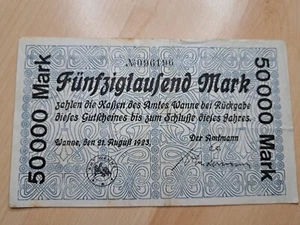 № 096196
Fünfzigtausend Mark
zahlen die Kassen des Amtes Wanne bei Rückgabe
dieses Gutscheines bis zum Schlusse dieses Jahres.
Wanne, den 21. August 1923.
Der Amtmann
50000 Mark
50000 Mark